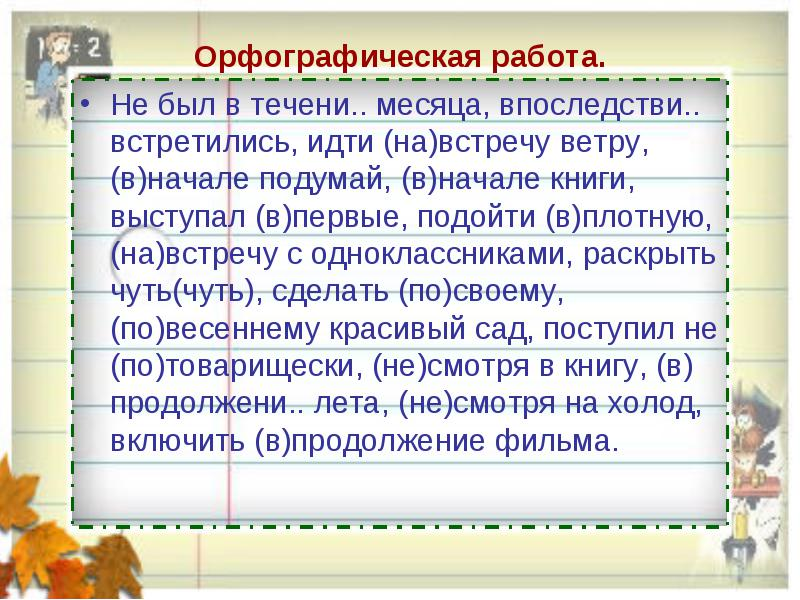 Орфографическая работа.
• Не был в течени.. месяца, впоследстви..
встретились, идти (на)встречу ветру,
(в)начале подумай, (в)начале книги,
выступал (в)первые, подойти (в)плотную,
(на)встречу с одноклассниками, раскрыть
чуть(чуть), сделать (по)своему,
(по)весеннему красивый сад, поступил не
(по)товарищески, (не)смотря в книгу, (в)
продолжени.. лета, (не)смотря на холод,
включить (в)продолжение фильма.